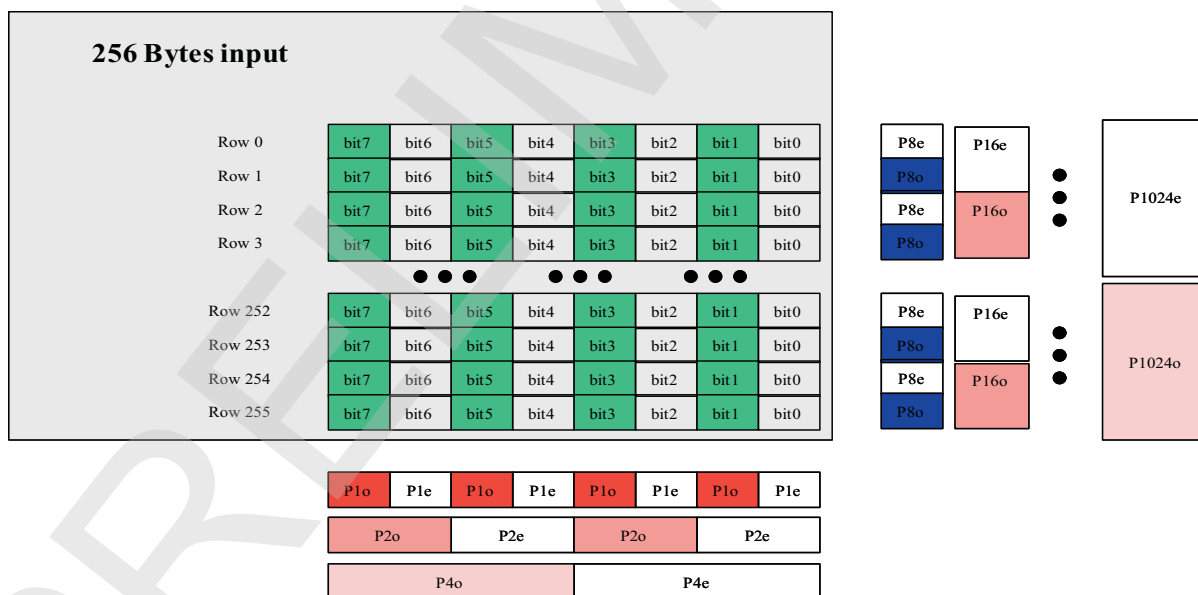 256 Bytes input
Row 0 bit7 bit6 bit5 bit4 bit3 bit2 bit1 bit0 P8e P16e
Row 1 bit7 bit6 bit5 bit4 bit3 bit2 bit1 bit0 P8o
Row 2 bit7 bit6 bit5 bit4 bit3 bit2 bit1 bit0 P8e P16o P1024e
Row 3 bit7 bit6 bit5 bit4 bit3 bit2 bit1 bit0 P8o
Row 252 bit7 bit6 bit5 bit4 bit3 bit2 bit1 bit0 P8e P16e
Row 253 bit7 bit6 bit5 bit4 bit3 bit2 bit1 bit0 P8o
Row 254 bit7 bit6 bit5 bit4 bit3 bit2 bit1 bit0 P8e P16o P1024o
Row 255 bit7 bit6 bit5 bit4 bit3 bit2 bit1 bit0 P8o
P1o P1e P1o P1e P1o P1e P1o P1e
P2o P2e P2o P2e
P4o P4e
PRELIM